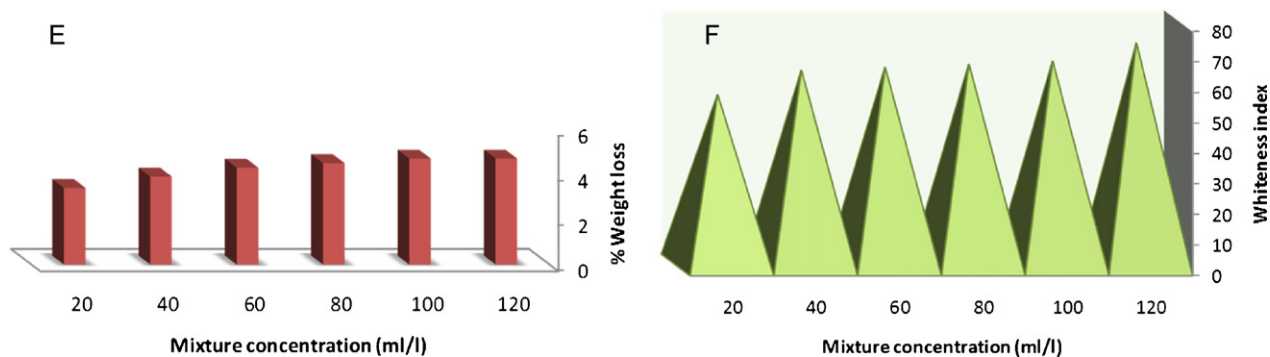 E
6
4
2
0
% Weight loss
20 40 60 80 100 120
Mixture concentration (ml/l)
F
80
70
60
50
40
30
20
10
0
Whiteness index
20 40 60 80 100 120
Mixture concentration (ml/l)